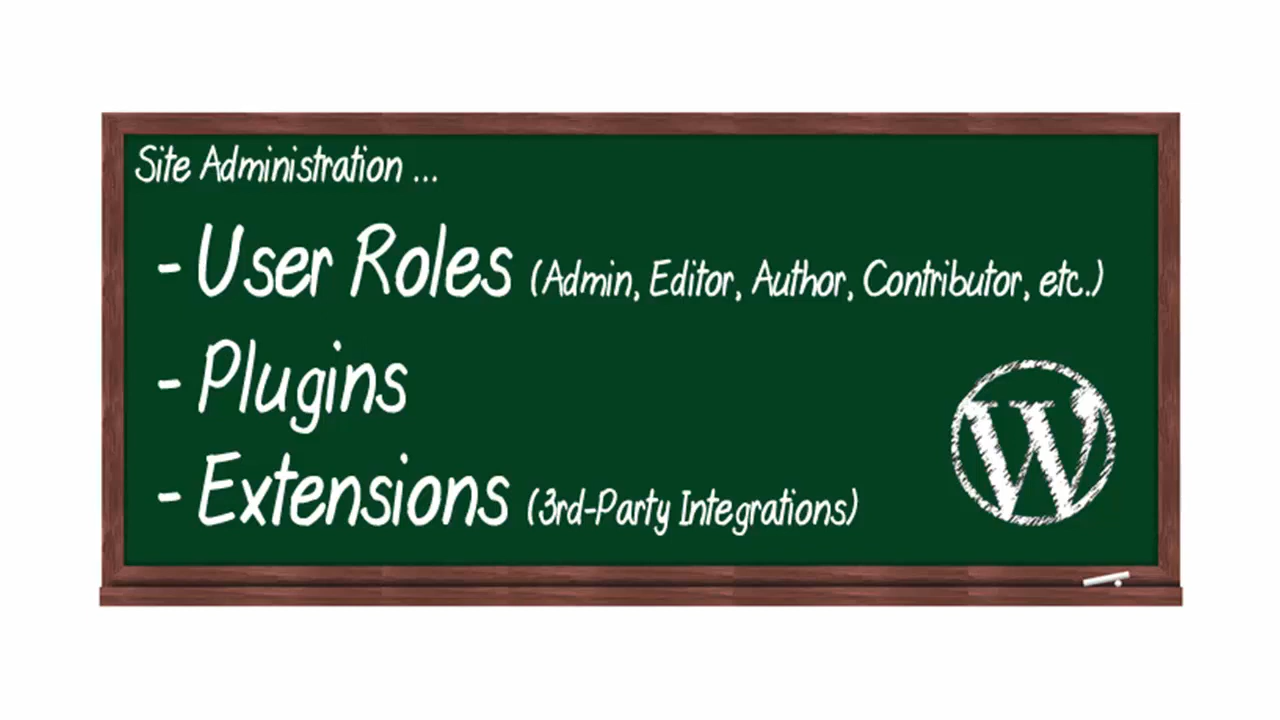 Site Administration ...
- User Roles (Admin, Editor, Author, Contributor, etc.)
- Plugins
- Extensions (3rd-Party Integrations)
W